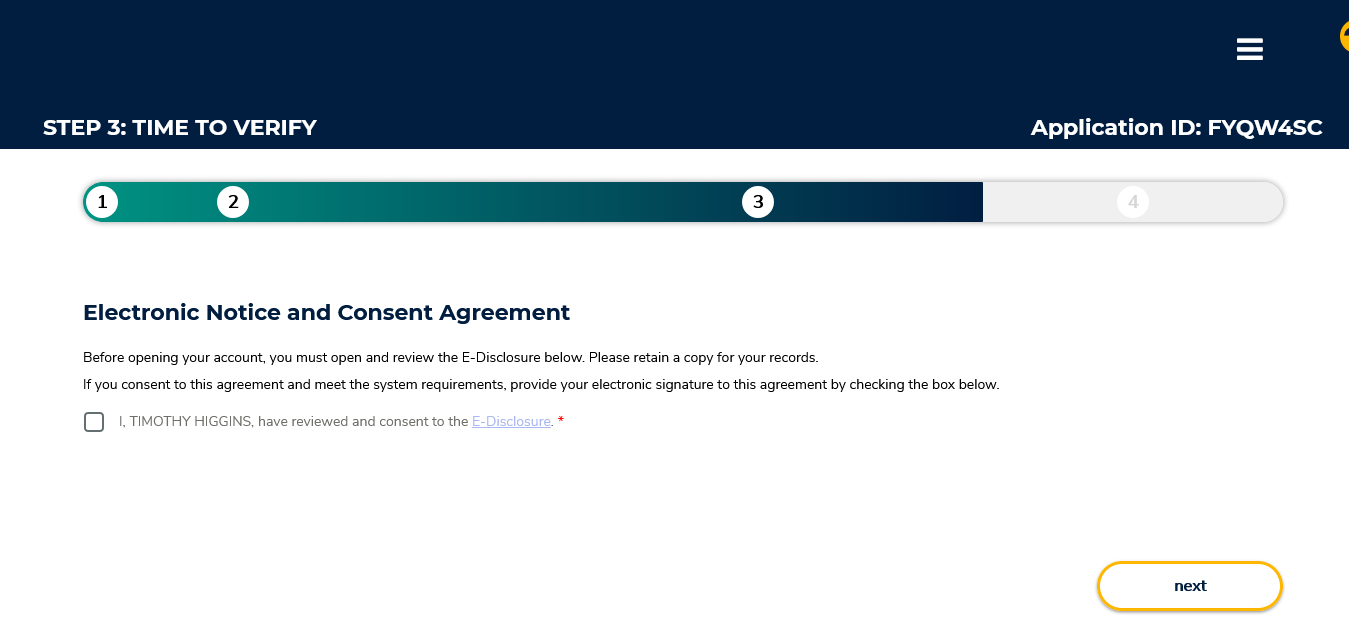 STEP 3: TIME TO VERIFY
Application ID: FYQW4SC
1
2
3
4
Electronic Notice and Consent Agreement
Before opening your account, you must open and review the E-Disclosure below. Please retain a copy for your records.
If you consent to this agreement and meet the system requirements, provide your electronic signature to this agreement by checking the box below.
I, TIMOTHY HIGGINS, have reviewed and consent to the E-Disclosure. *
next